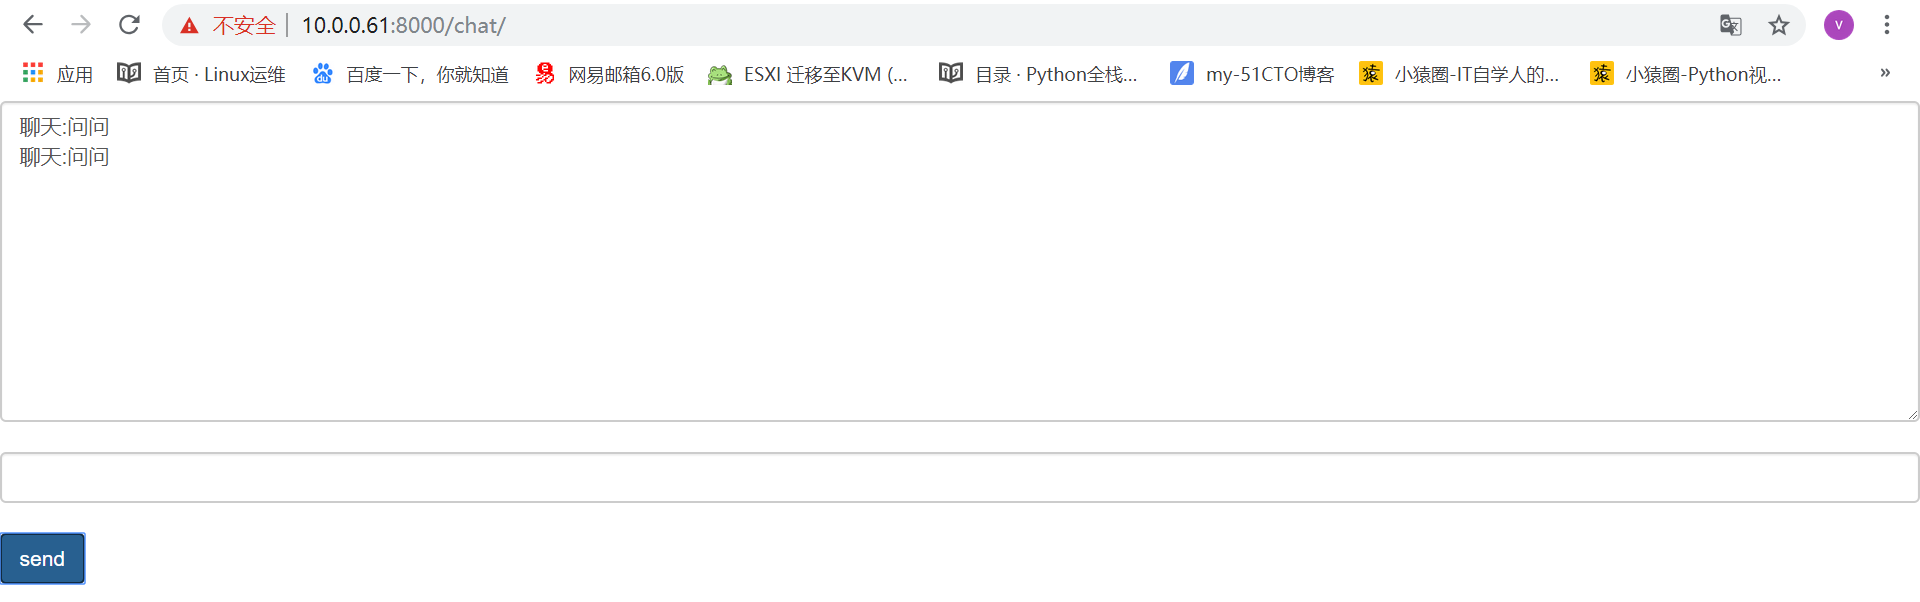 不安全 | 10.0.0.61:8000/chat/ V
应用 首页 · Linux运维 百度一下，你就知道 网易邮箱6.0版 ESXI 迁移至KVM (... 目录 · Python全栈... my-51CTO博客 猿 小猿圈-IT自学人的... 猿 小猿圈-Python视... »
聊天:问问
聊天:问问
send